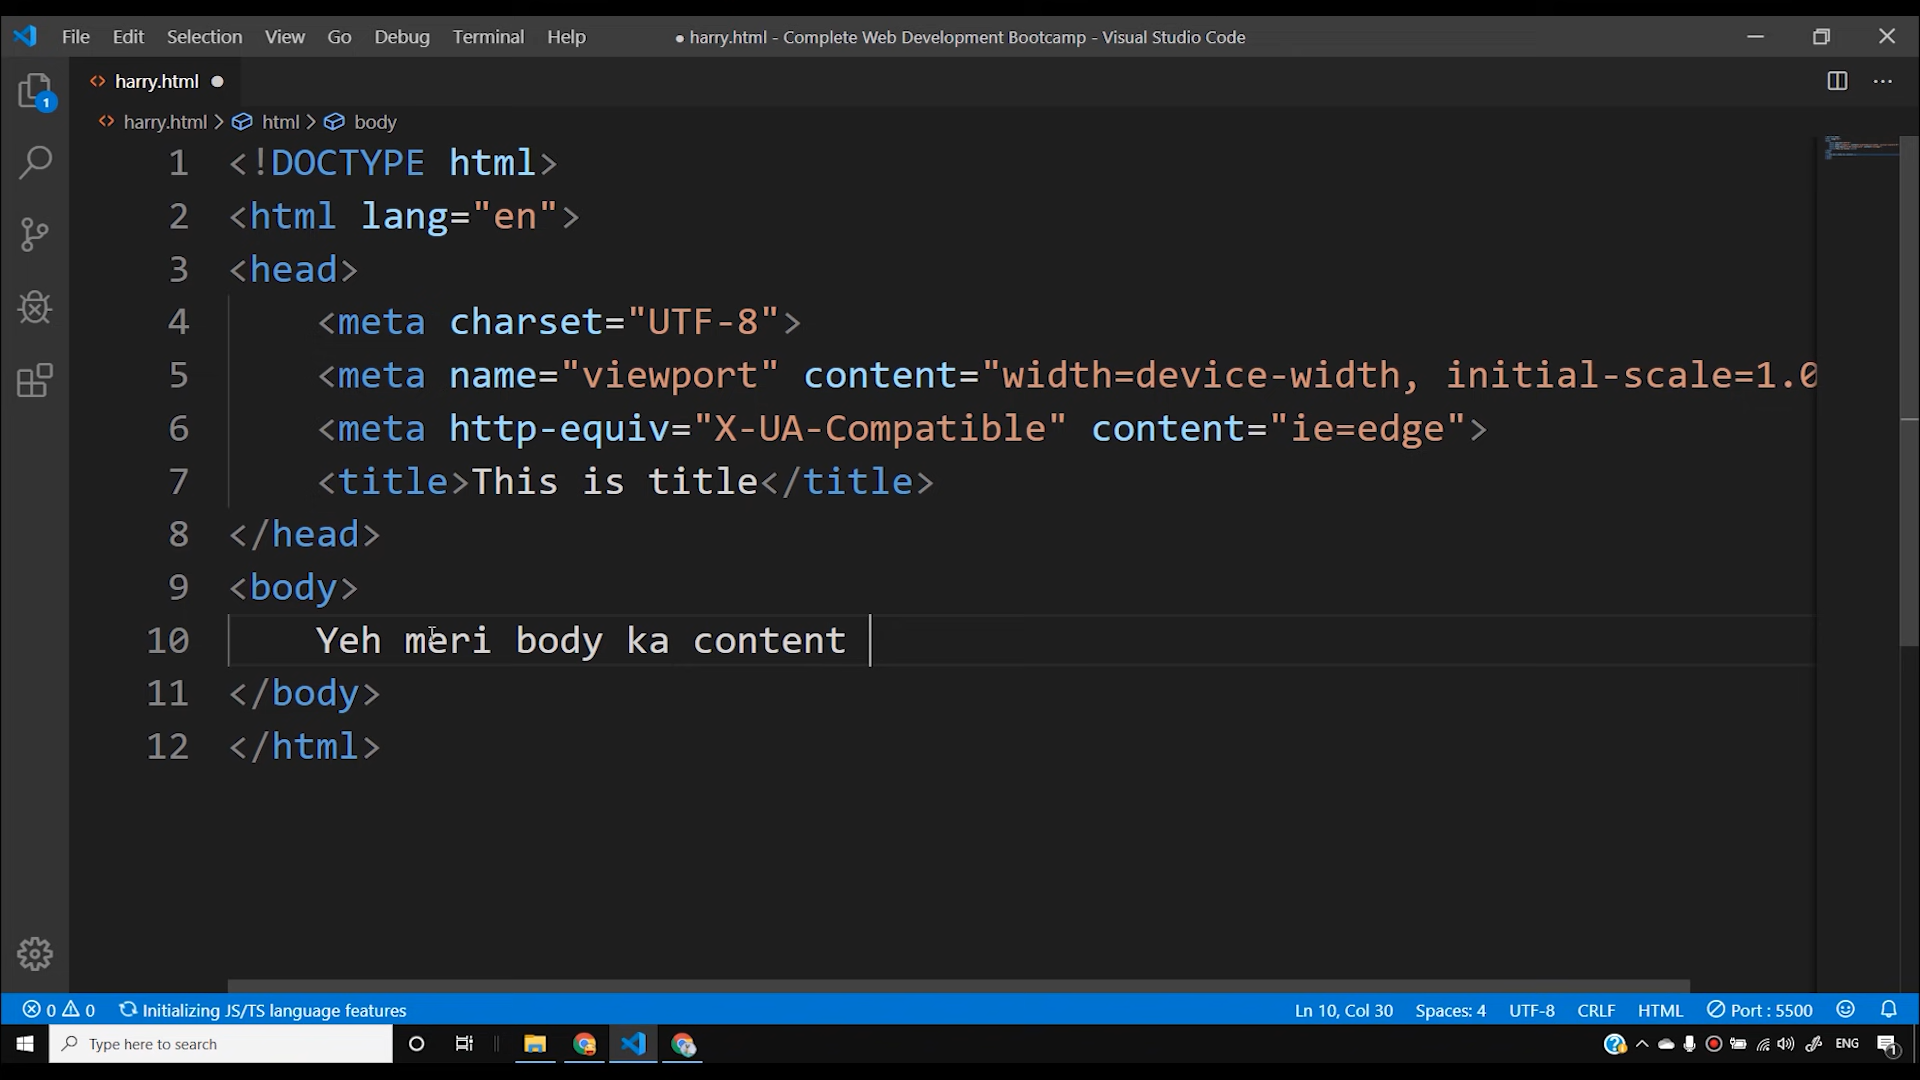 File Edit Selection View Go Debug Terminal Help ● harry.html - Complete Web Development Bootcamp - Visual Studio Code
harry.html
harry.html > html > body
1 <!DOCTYPE html>
2 <html lang="en">
3 <head>
4 <meta charset="UTF-8">
5 <meta name="viewport" content="width=device-width, initial-scale=1.0
6 <meta http-equiv="X-UA-Compatible" content="ie=edge">
7 <title>This is title</title>
8 </head>
9 <body>
10 Yeh meri body ka content
11 </body>
12 </html>
1
0 0 Initializing JS/TS language features Ln 10, Col 30 Spaces: 4 UTF-8 CRLF HTML Port : 5500
Type here to search ENG 1